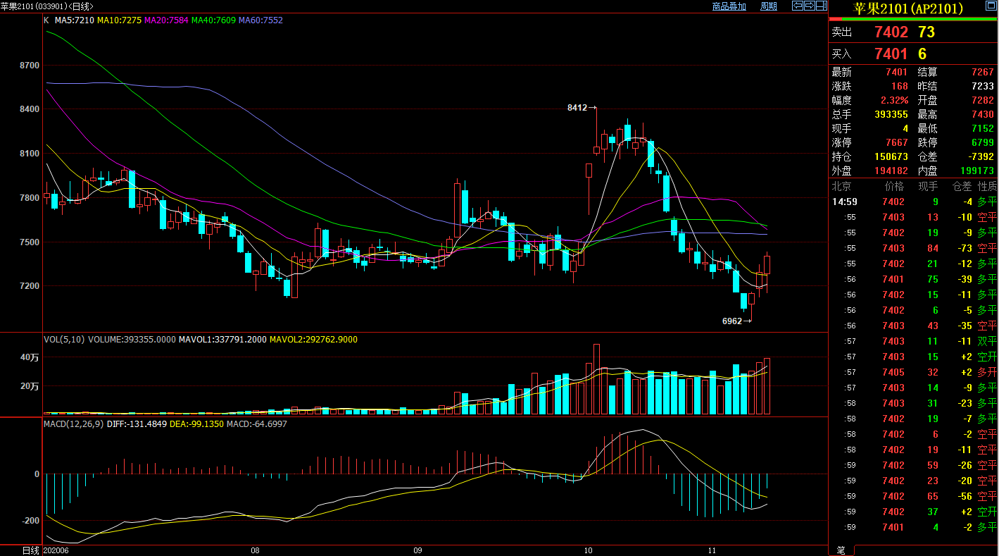 苹果2101(033901)<日线> 商品叠加 周期
K MA5:7210 MA10:7275 MA20:7584 MA40:7609 MA60:7552
8700
8400
8100
7800
7500
7200
8412→
6962→
VOL(5,10) VOLUME:393355.0000 MAVOL1:337791.2000 MAVOL2:292762.9000
40万
20万
MACD(12,26,9) DIFF:-131.4849 DEA:-99.1350 MACD:-64.6997
0
-200
日线 202006 08 09 10 11
苹果2101(AP2101)
卖出 7402 73
买入 7401 6
最新 7401 结算 7267
涨跌 168 昨结 7233
幅度 2.32% 开盘 7282
总手 393355 最高 7430
现手 4 最低 7152
涨停 7667 跌停 6799
持仓 150673 仓差 -7392
外盘 194182 内盘 199173
北京 价格 现手 仓差 性质
14:59 7402 9 -4 多平
:55 7403 13 -10 空平
:55 7402 19 -9 多平
:55 7403 84 -73 空平
:55 7402 21 -12 多平
:56 7401 75 -39 多平
:56 7402 15 -11 多平
:56 7402 6 -5 多平
:56 7403 43 -35 空平
:57 7403 11 -11 双平
:57 7403 15 +2 空开
:57 7405 32 +2 多开
:57 7403 14 -9 多平
:58 7403 31 -23 多平
:58 7402 19 -7 多平
:58 7402 6 -2 空平
:58 7402 19 -11 空平
:59 7402 59 -26 空平
:59 7402 23 -20 空平
:59 7402 65 -56 空平
:59 7402 37 +2 空开
:59 7401 4 -2 多平
笔